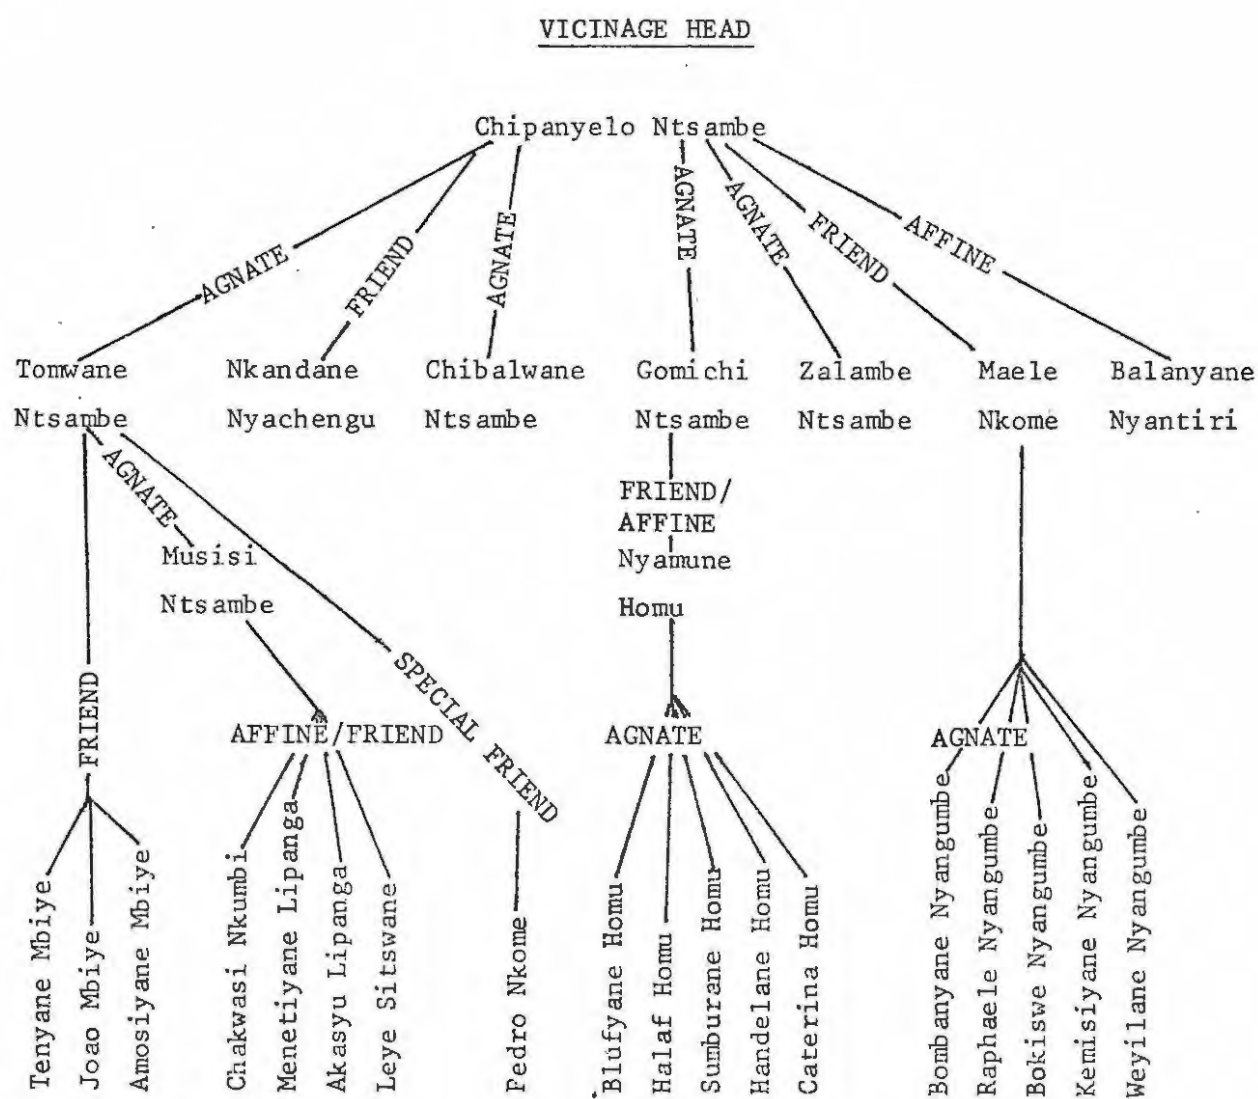 VICINAGE HEAD
Chipanyelo Ntsambe
AGNATE
FRIEND
AGNATE
AGNATE
AGNATE
FRIEND
AFFINE
Tomwane
Ntsambe
Nkandane
Nyachengu
Chibalwane
Ntsambe
Gomichi
Ntsambe
Zalambe
Ntsambe
Maele
Nkome
Balanyane
Nyantiri
FRIEND
AGNATE
Musisi
Ntsambe
SPECIAL FRIEND
FRIEND/
AFFINE
Nyamune
Homu
AFFINE/FRIEND
AGNATE
AGNATE
Tenyane Mbiye
Joao Mbiye
Amosiyane Mbiye
Chakwasi Nkumbi
Menetiyane Lipanga
Akasyu Lipanga
Leye Sitswane
Pedro Nkome
Blufyane Homu
Halaf Homu
Sumburane Homu
Handelane Homu
Caterina Homu
Bombanyane Nyangumbe
Raphaele Nyangumbe
Bokiswe Nyangumbe
Kemisiyane Nyangumbe
Weyilane Nyangumbe